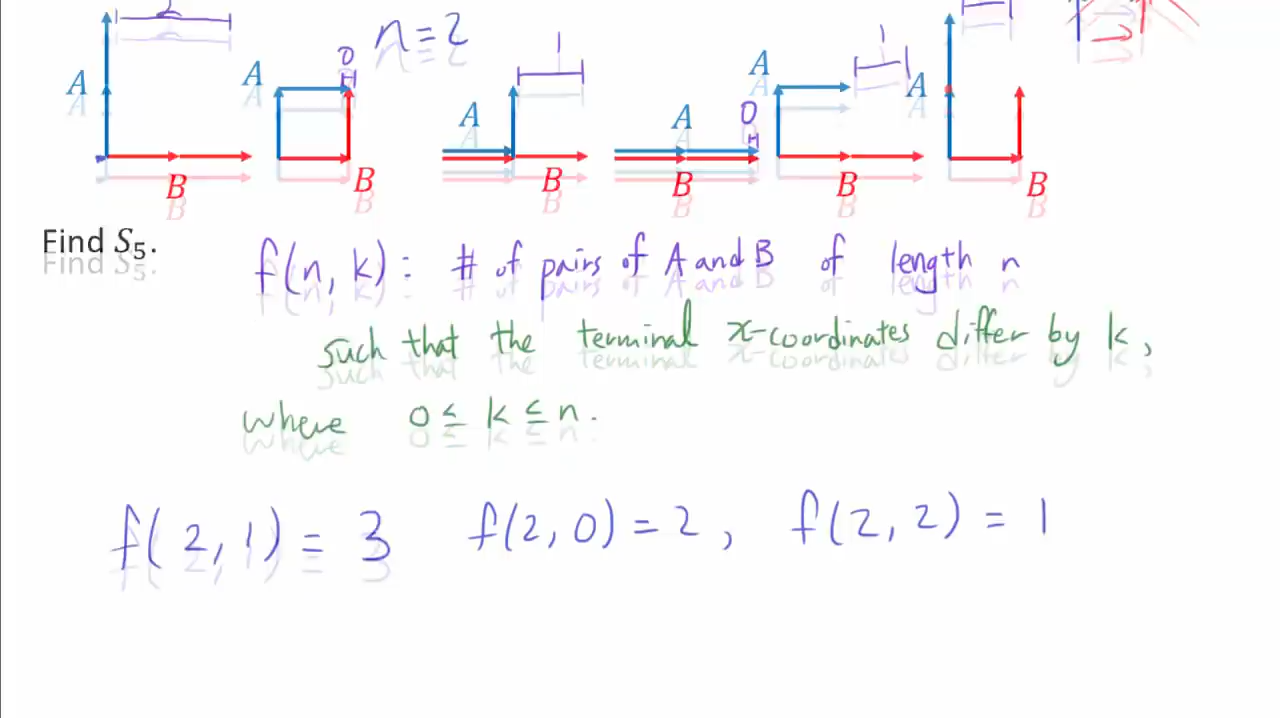 2
n=2
0
1
0
1
A
A
A
A
A
A
B
B
B
B
B
B
Find S₅.
f(n, k): # of pairs of A and B of length n
such that the terminal x-coordinates differ by k,
where 0 ≤ k ≤ n.
f(2, 1) = 3 f(2, 0) = 2, f(2, 2) = 1